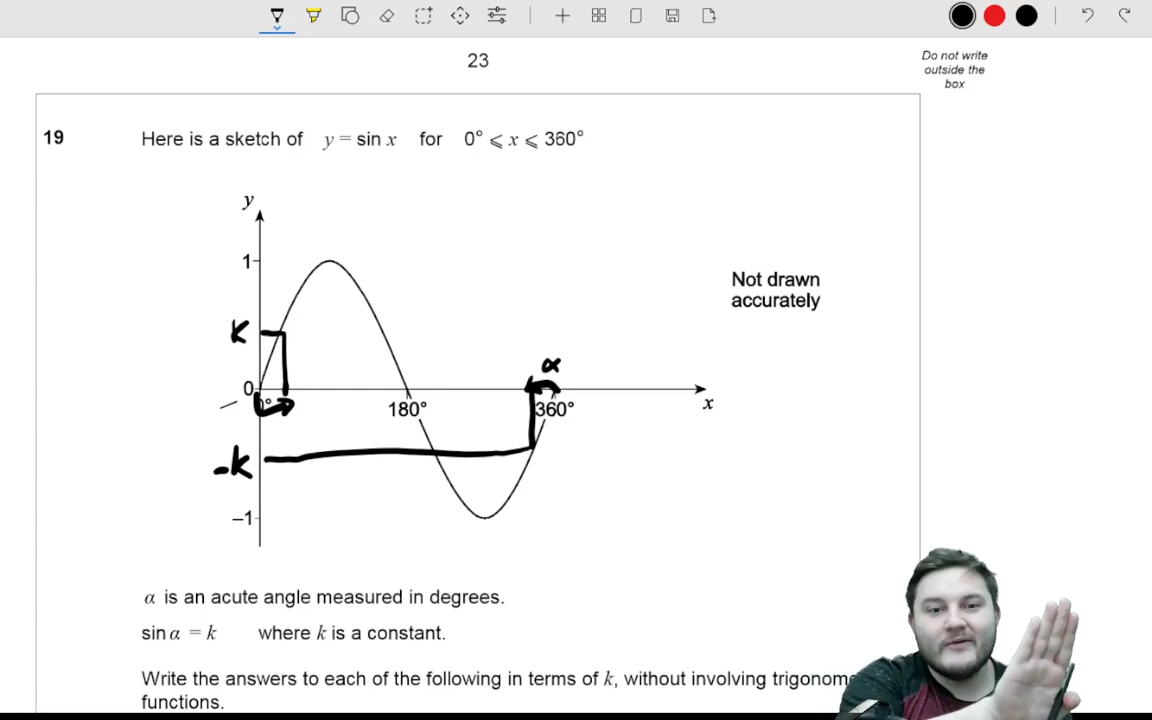 23
Do not write
outside the
box
19 Here is a sketch of y = sin x for 0° ⩽ x ⩽ 360°
y
1
Not drawn
accurately
K
α
0
0° 180° 360° x
-k
–1
α is an acute angle measured in degrees.
sin α = k where k is a constant.
Write the answers to each of the following in terms of k, without involving
functions.